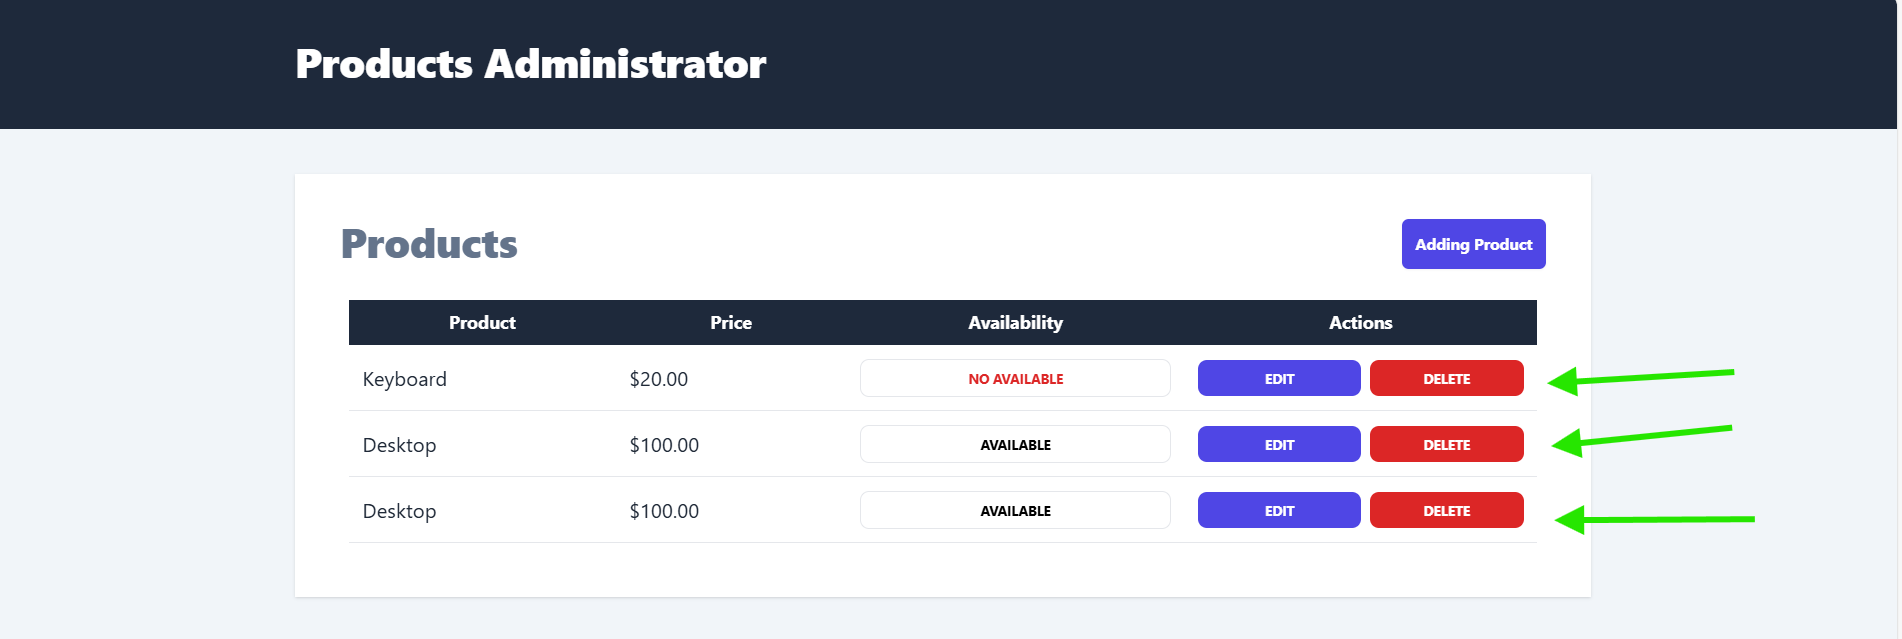 Products Administrator
Products
Adding Product
Product Price Availability Actions
Keyboard $20.00 NO AVAILABLE EDIT DELETE
Desktop $100.00 AVAILABLE EDIT DELETE
Desktop $100.00 AVAILABLE EDIT DELETE